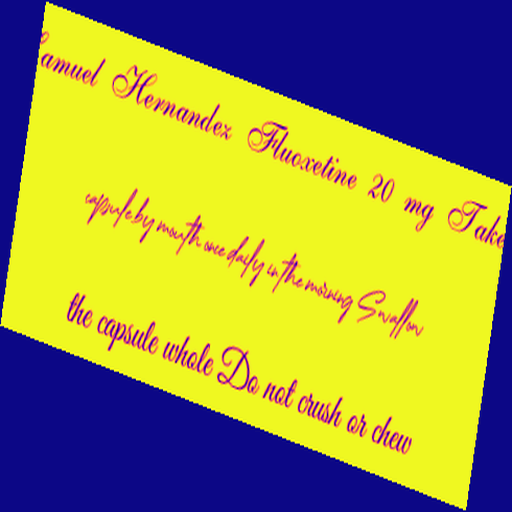 Samuel Hernandez Fluoxetine 20 mg Take
capsule by mouth once daily in the morning Swallow
the capsule whole Do not crush or chew